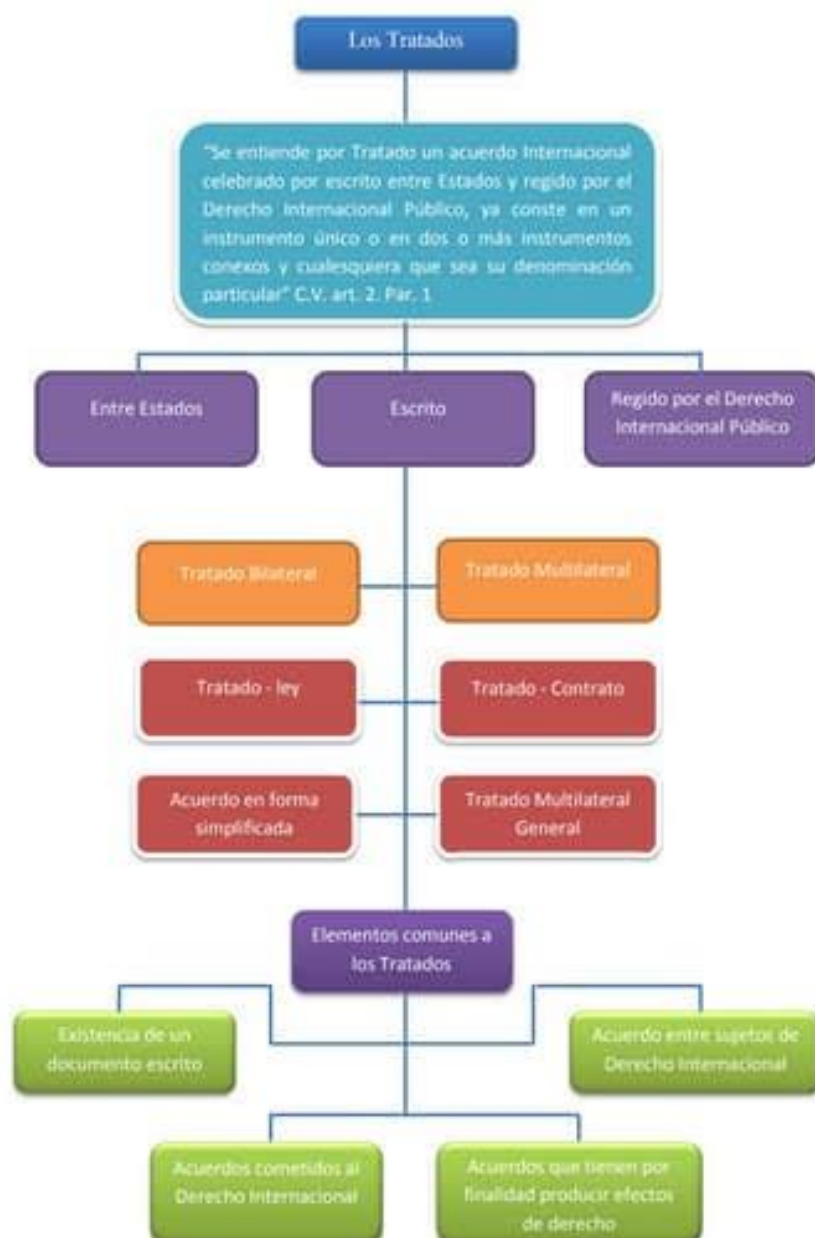 Los Tratados
"Se entiende por Tratado un acuerdo Internacional
celebrado por escrito entre Estados y regido por el
Derecho Internacional Público, ya conste en un
instrumento único o en dos o más instrumentos
conexos y cualesquiera que sea su denominación
particular" C.V. art. 2. Par. 1
Entre Estados
Escrito
Regido por el Derecho
Internacional Público
Tratado Bilateral
Tratado Multilateral
Tratado - ley
Tratado - Contrato
Acuerdo en forma
simplificada
Tratado Multilateral
General
Elementos comunes a
los Tratados
Existencia de un
documento escrito
Acuerdo entre sujetos de
Derecho Internacional
Acuerdos cometidos al
Derecho Internacional
Acuerdos que tienen por
finalidad producir efectos
de derecho